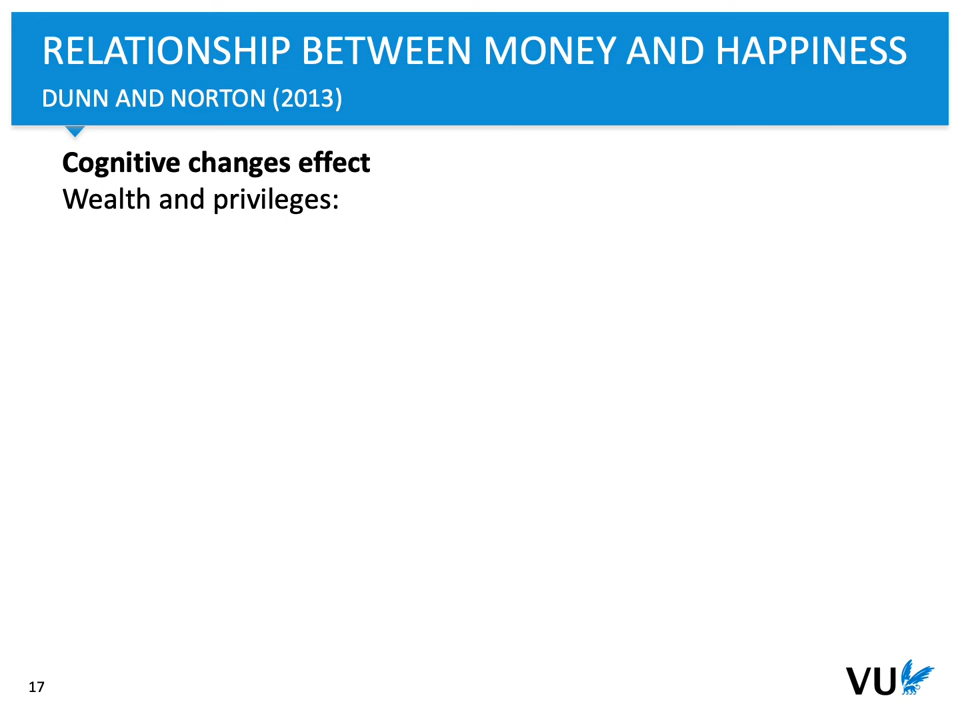 RELATIONSHIP BETWEEN MONEY AND HAPPINESS
DUNN AND NORTON (2013)
Cognitive changes effect
Wealth and privileges:
17
VU